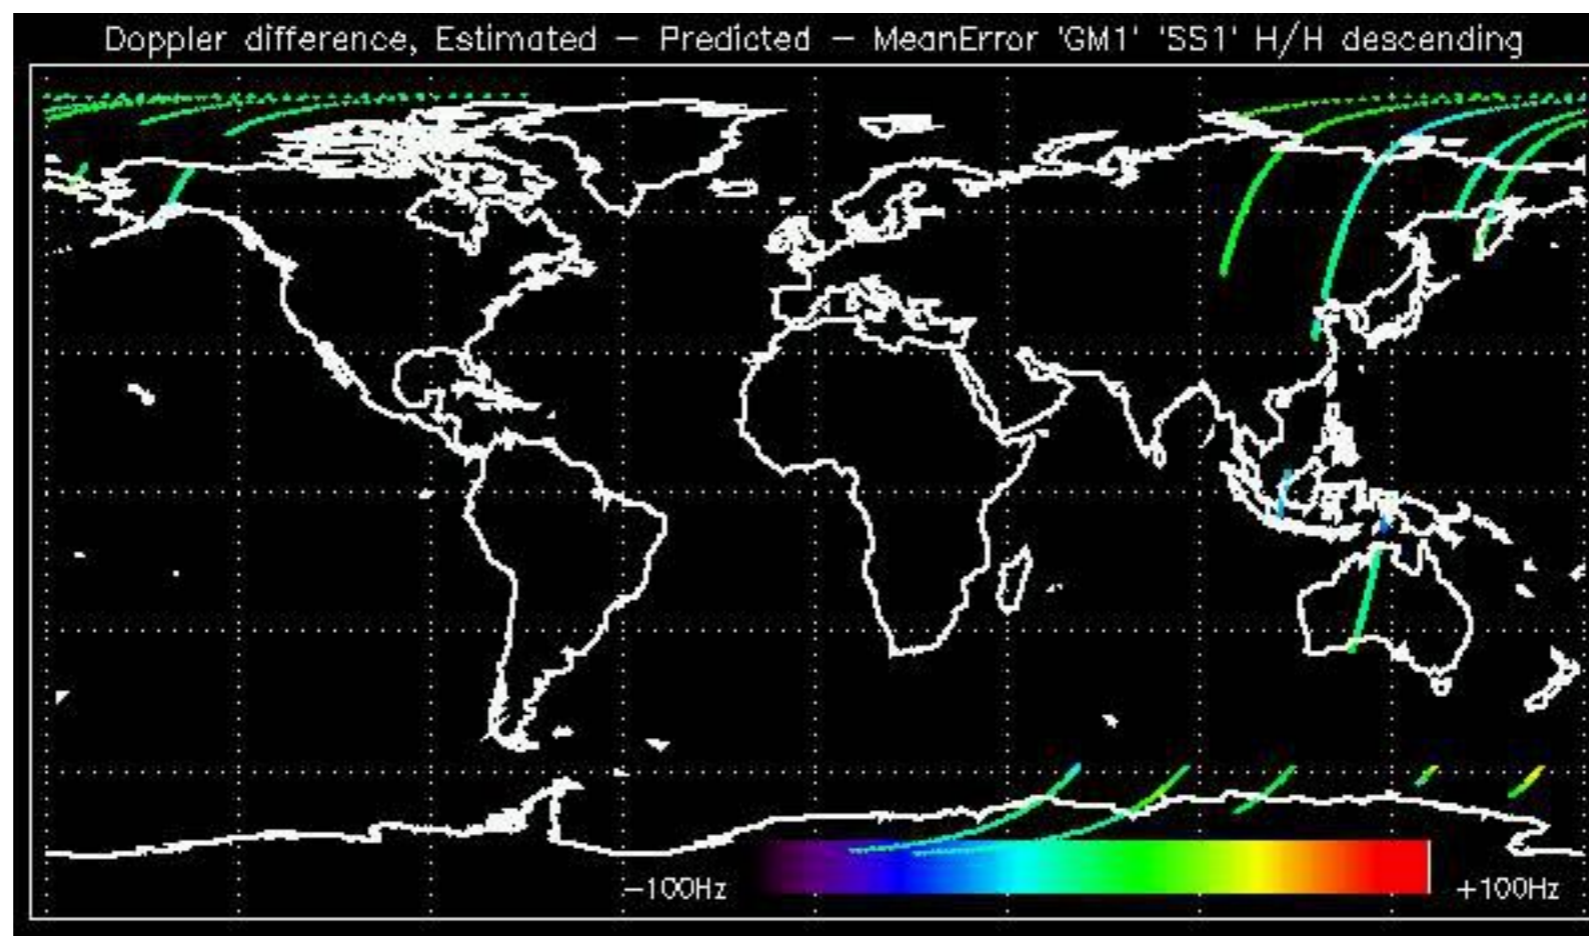 Doppler difference, Estimated − Predicted − MeanError 'GM1' 'SS1' H/H descending
−100Hz
+100Hz